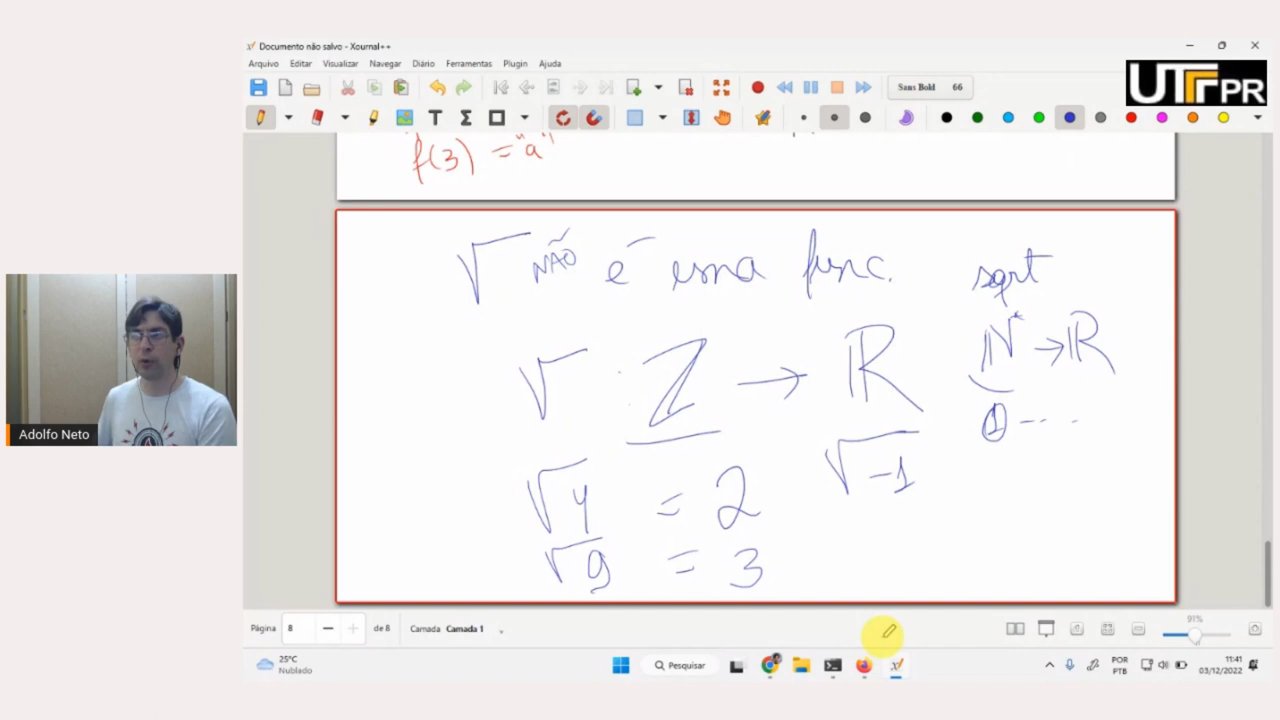 Documento não salvo - Xournal++
Arquivo Editar Visualizar Navegar Diário Ferramentas Plugin Ajuda
UTFPR
Sans Bold 66
f(3) = "a"
√ NÃO é uma func. sqrt
√ : ℤ → ℝ ℕ* → ℝ
① - - - .
√4 = 2 √-1
√9 = 3
Adolfo Neto
Página 8 de 8 Camada Camada 1 91%
25°C
Nublado
Pesquisar
POR
PTB
11:41
03/12/2022